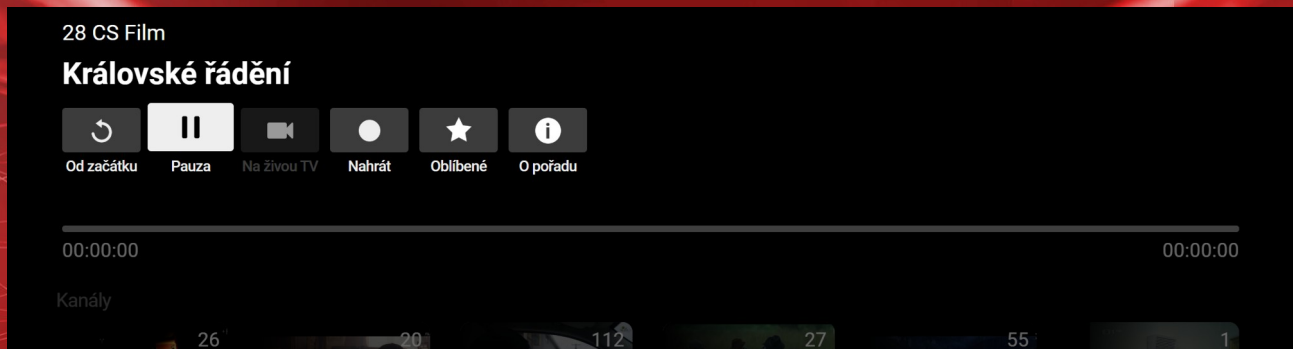 28 CS Film
Královské řádění
Od začátku Pauza Na živou TV Nahrát Oblíbené O pořadu
00:00:00 00:00:00
Kanály
26 20 112 27 55 1